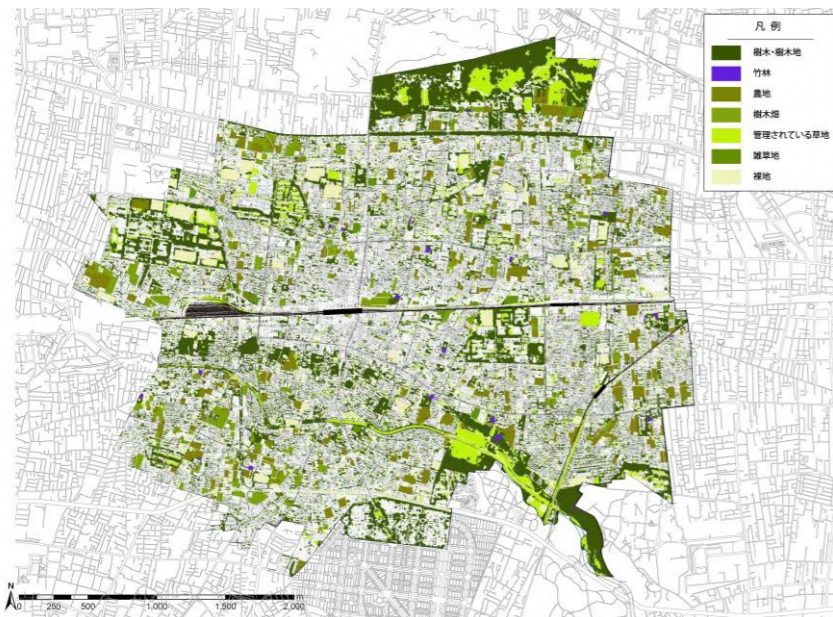 凡 例
樹木・樹木地
竹林
農地
樹木畑
管理されている草地
雑草地
裸地
N
0 250 500 1,000 1,500 2,000 m